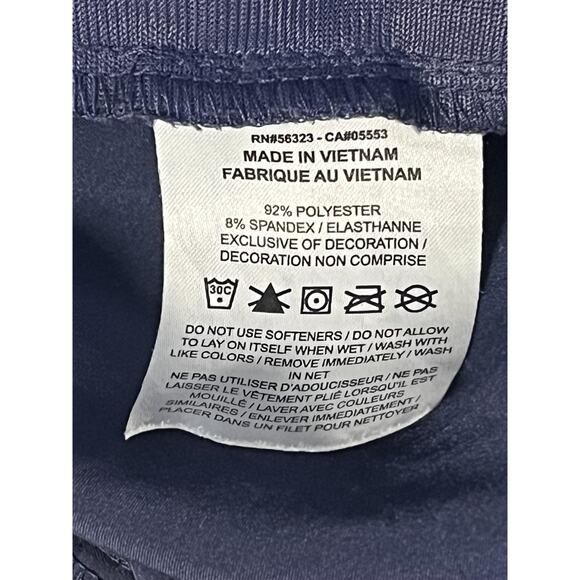 RN#56323 - CA#05553
MADE IN VIETNAM
FABRIQUE AU VIETNAM
92% POLYESTER
8% SPANDEX / ELASTHANNE
EXCLUSIVE OF DECORATION /
DECORATION NON COMPRISE
30C
DO NOT USE SOFTENERS / DO NOT ALLOW
TO LAY ON ITSELF WHEN WET / WASH WITH
LIKE COLORS / REMOVE IMMEDIATELY / WASH
IN NET
NE PAS UTILISER D'ADOUCISSEUR / NE PAS
LAISSER LE VETEMENT PLIÉ LORSQU'IL EST
MOUILLÉ / LAVER AVEC COULEURS
SIMILAIRES / ENLEVER IMMÉDIATEMENT /
PLACER DANS UN FILET POUR NETTOYER